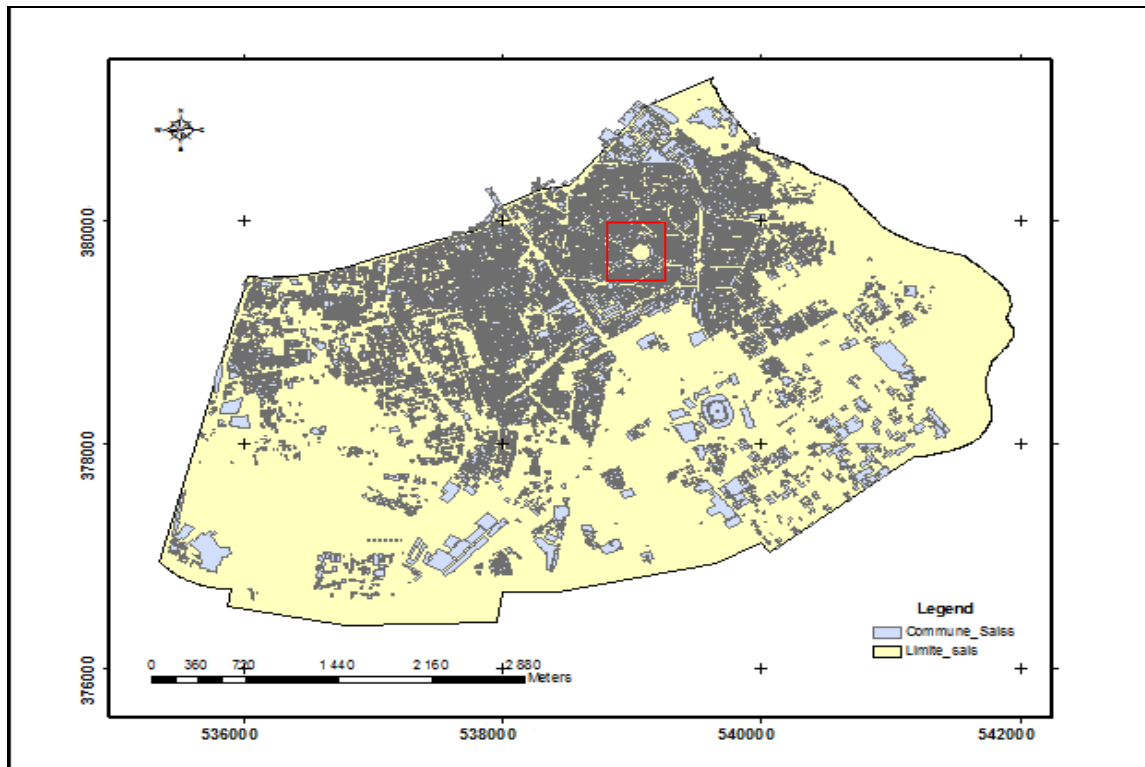 N
W E
S
380000
378000
376000
Legend
Commune_Saiss
Limite_sais
0 360 720 1 440 2 160 2 880
Meters
536000 538000 540000 542000